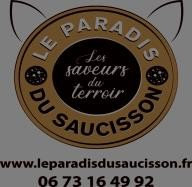 LE PARADIS
Les
saveurs
du
terroir
DU SAUCISSON
www.leparadisdusaucisson.fr
06 73 16 49 92